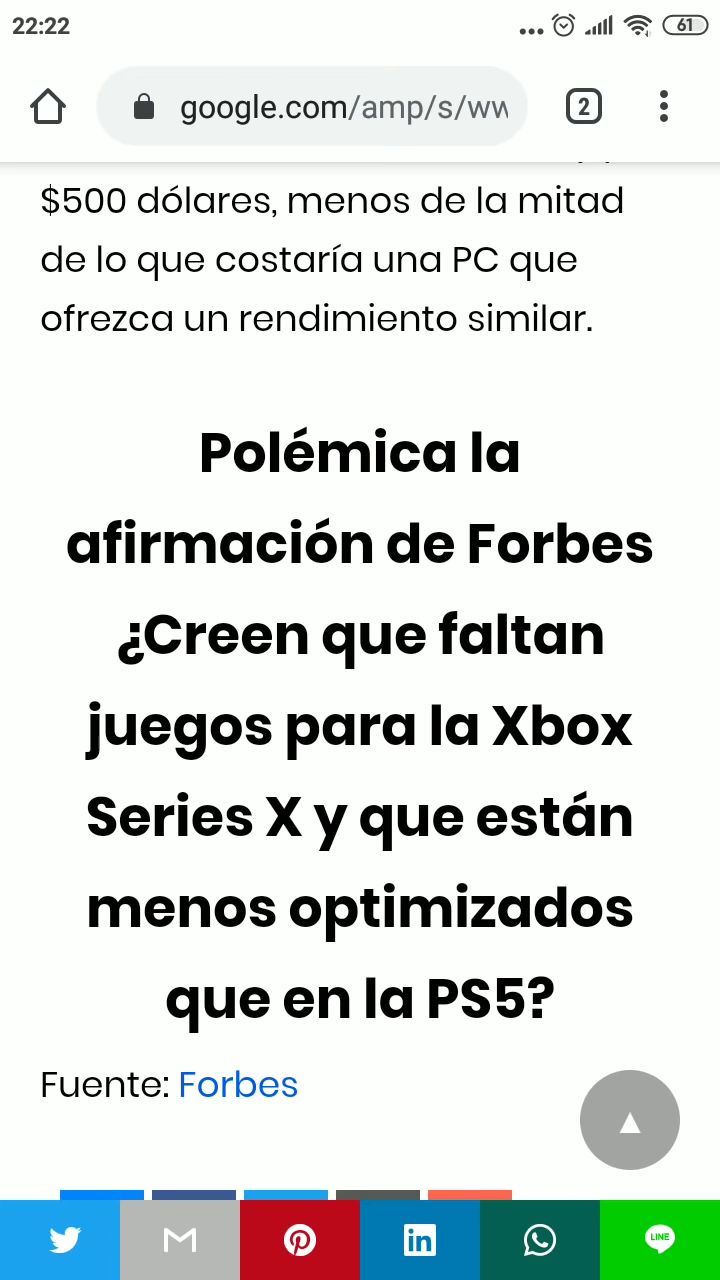 22:22
61
google.com/amp/s/ww
2
$500 dólares, menos de la mitad
de lo que costaría una PC que
ofrezca un rendimiento similar.
Polémica la
afirmación de Forbes
¿Creen que faltan
juegos para la Xbox
Series X y que están
menos optimizados
que en la PS5?
Fuente: Forbes
LINE